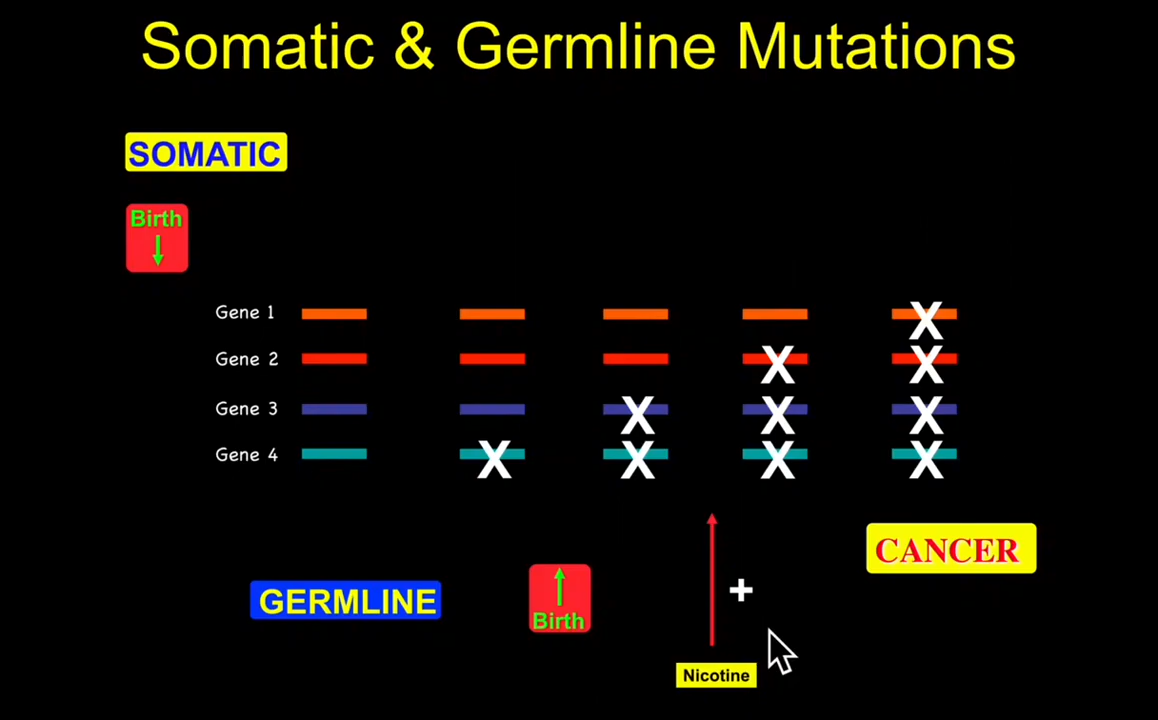 Somatic & Germline Mutations
SOMATIC
Birth
Gene 1
X
Gene 2
X X
Gene 3
X X X
Gene 4
X X X X
CANCER
GERMLINE
Birth
+
Nicotine